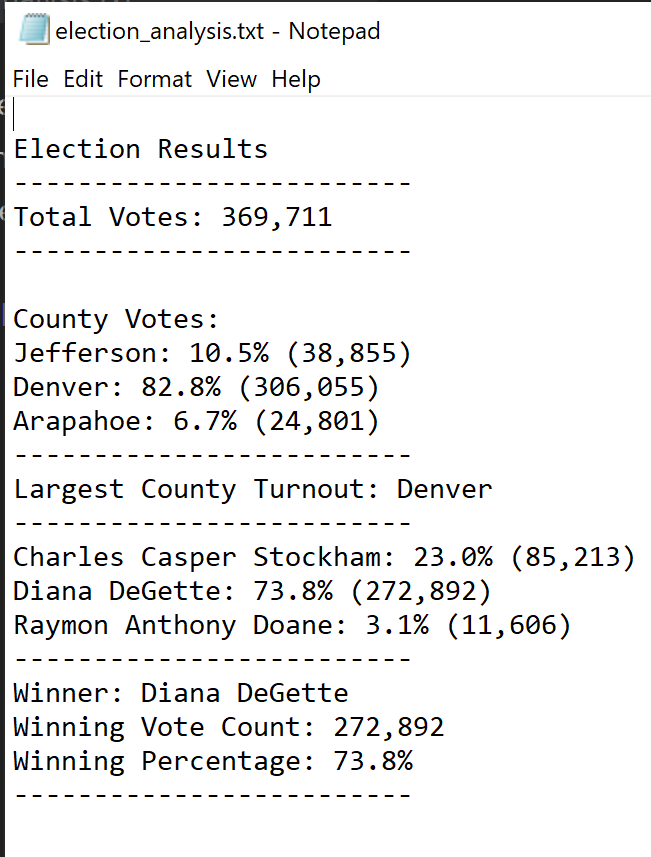 election_analysis.txt - Notepad
File Edit Format View Help
Election Results
-------------------------
Total Votes: 369,711
-------------------------
County Votes:
Jefferson: 10.5% (38,855)
Denver: 82.8% (306,055)
Arapahoe: 6.7% (24,801)
-------------------------
Largest County Turnout: Denver
-------------------------
Charles Casper Stockham: 23.0% (85,213)
Diana DeGette: 73.8% (272,892)
Raymon Anthony Doane: 3.1% (11,606)
-------------------------
Winner: Diana DeGette
Winning Vote Count: 272,892
Winning Percentage: 73.8%
-------------------------